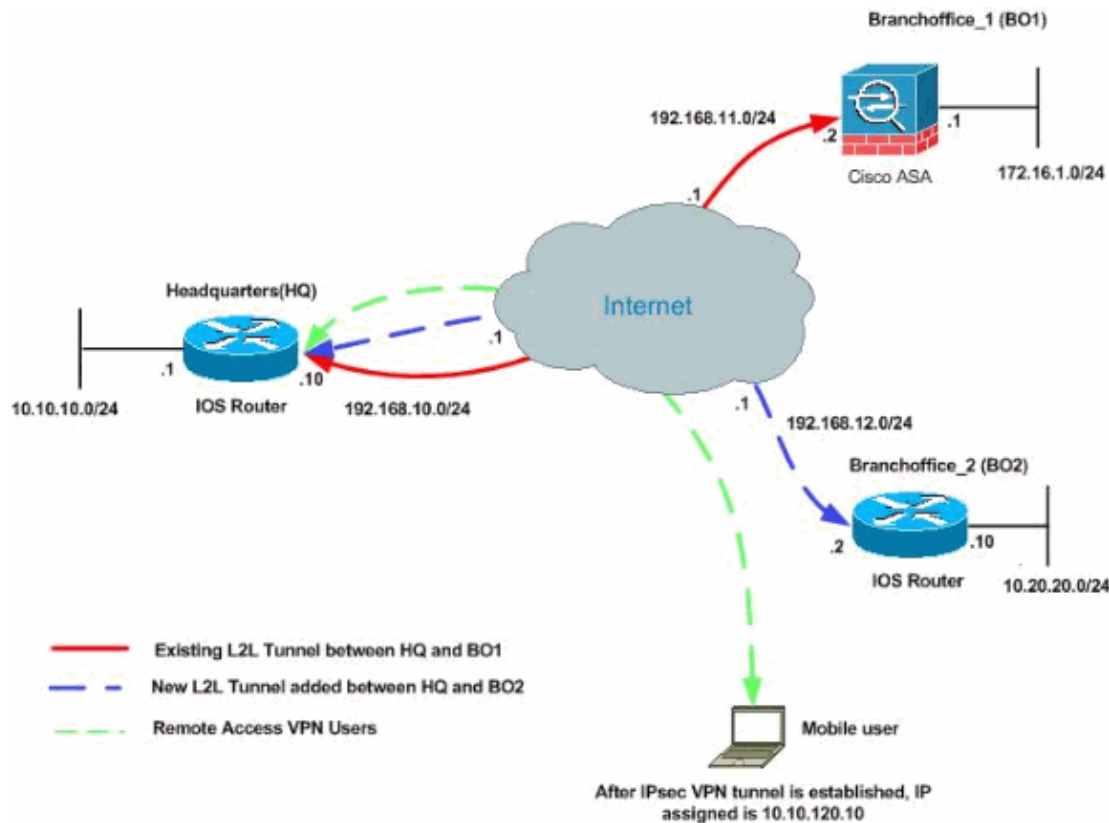 Branchoffice_1 (BO1)
192.168.11.0/24
.2
.1
Cisco ASA
172.16.1.0/24
.1
Headquarters(HQ)
Internet
.1
.1
.10
IOS Router
10.10.10.0/24
192.168.10.0/24
.1
192.168.12.0/24
Branchoffice_2 (BO2)
.2
.10
IOS Router
10.20.20.0/24
Existing L2L Tunnel between HQ and BO1
New L2L Tunnel added between HQ and BO2
Remote Access VPN Users
Mobile user
After IPsec VPN tunnel is established, IP
assigned is 10.10.120.10